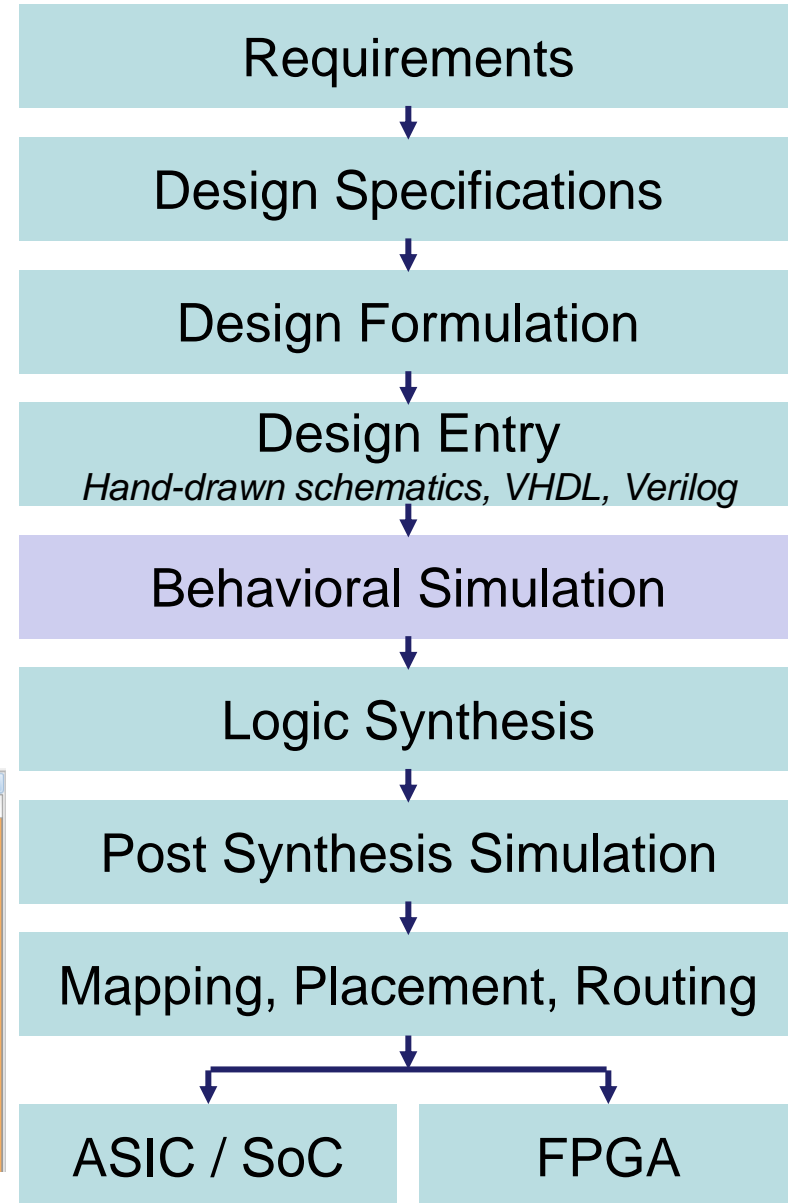 Requirements
Design Specifications
Design Formulation
Design Entry
Hand-drawn schematics, VHDL, Verilog
Behavioral Simulation
Logic Synthesis
Post Synthesis Simulation
Mapping, Placement, Routing
ASIC / SoC
FPGA